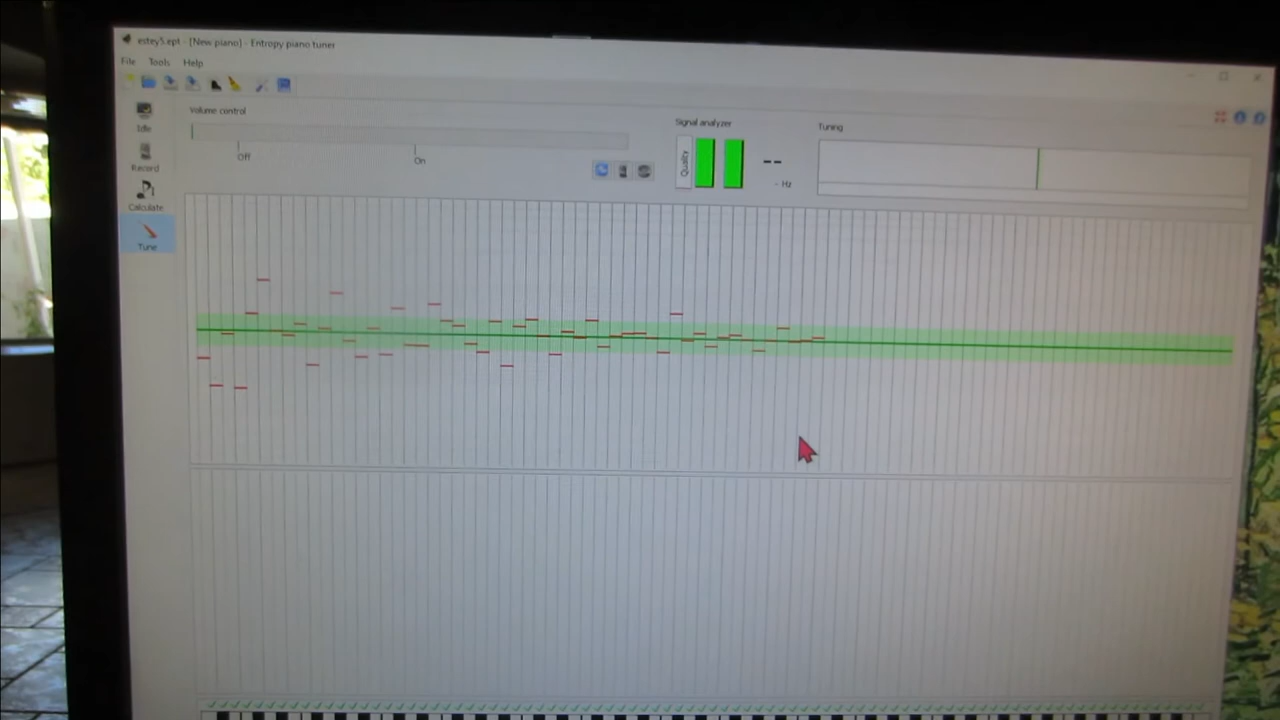 estey5.ept - [New piano] - Entropy piano tuner
File Tools Help
Volume control
Signal analyzer
Tuning
Idle
Off
On
Quality
--
- Hz
Record
Calculate
Tune